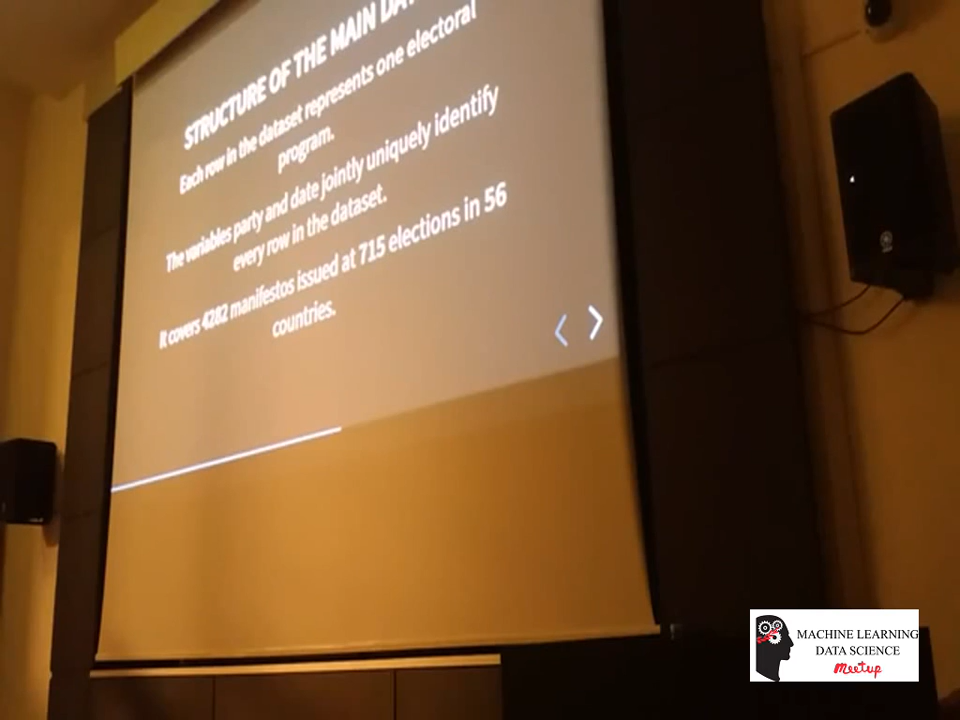 STRUCTURE OF THE MAIN
Each row in the dataset represents one electoral
program.
The variables party and date jointly uniquely identify
every row in the dataset.
It covers 4282 manifestos issued at 715 elections in 56
countries.
MACHINE LEARNING
DATA SCIENCE
Meetup